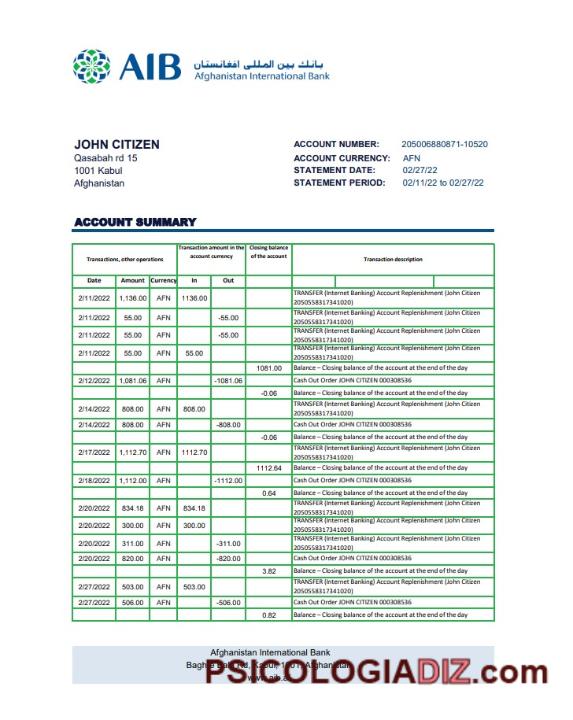 AIB
بانک بین المللی افغانستان
Afghanistan International Bank
JOHN CITIZEN
Qasabah rd 15
1001 Kabul
Afghanistan
ACCOUNT NUMBER: 205006880871-10520
ACCOUNT CURRENCY: AFN
STATEMENT DATE: 02/27/22
STATEMENT PERIOD: 02/11/22 to 02/27/22
ACCOUNT SUMMARY
Transactions, other operations
Transaction amount in the
account currency
Closing balance
of the account
Transaction description
Date Amount Currency In Out
2/11/2022 1,136.00 AFN 1136.00 TRANSFER (Internet Banking) Account Replenishment (John Citizen
2050558317341020)
2/11/2022 55.00 AFN -55.00 TRANSFER (Internet Banking) Account Replenishment (John Citizen
2050558317341020)
2/11/2022 55.00 AFN -55.00 TRANSFER (Internet Banking) Account Replenishment (John Citizen
2050558317341020)
2/11/2022 55.00 AFN 55.00 TRANSFER (Internet Banking) Account Replenishment (John Citizen
2050558317341020)
1081.00 Balance – Closing balance of the account at the end of the day
2/12/2022 1,081.06 AFN -1081.06 Cash Out Order JOHN CITIZEN 000308536
-0.06 Balance – Closing balance of the account at the end of the day
2/14/2022 808.00 AFN 808.00 TRANSFER (Internet Banking) Account Replenishment (John Citizen
2050558317341020)
2/14/2022 808.00 AFN -808.00 Cash Out Order JOHN CITIZEN 000308536
-0.06 Balance – Closing balance of the account at the end of the day
2/17/2022 1,112.70 AFN 1112.70 TRANSFER (Internet Banking) Account Replenishment (John Citizen
2050558317341020)
1112.64 Balance – Closing balance of the account at the end of the day
2/18/2022 1,112.00 AFN -1112.00 Cash Out Order JOHN CITIZEN 000308536
0.64 Balance – Closing balance of the account at the end of the day
2/20/2022 834.18 AFN 834.18 TRANSFER (Internet Banking) Account Replenishment (John Citizen
2050558317341020)
2/20/2022 300.00 AFN 300.00 TRANSFER (Internet Banking) Account Replenishment (John Citizen
2050558317341020)
2/20/2022 311.00 AFN -311.00 TRANSFER (Internet Banking) Account Replenishment (John Citizen
2050558317341020)
2/20/2022 820.00 AFN -820.00 Cash Out Order JOHN CITIZEN 000308536
3.82 Balance – Closing balance of the account at the end of the day
2/27/2022 503.00 AFN 503.00 TRANSFER (Internet Banking) Account Replenishment (John Citizen
2050558317341020)
2/27/2022 506.00 AFN -506.00 Cash Out Order JOHN CITIZEN 000308536
0.82 Balance – Closing balance of the account at the end of the day
Afghanistan International Bank
PSICOLOGIADIZ.com